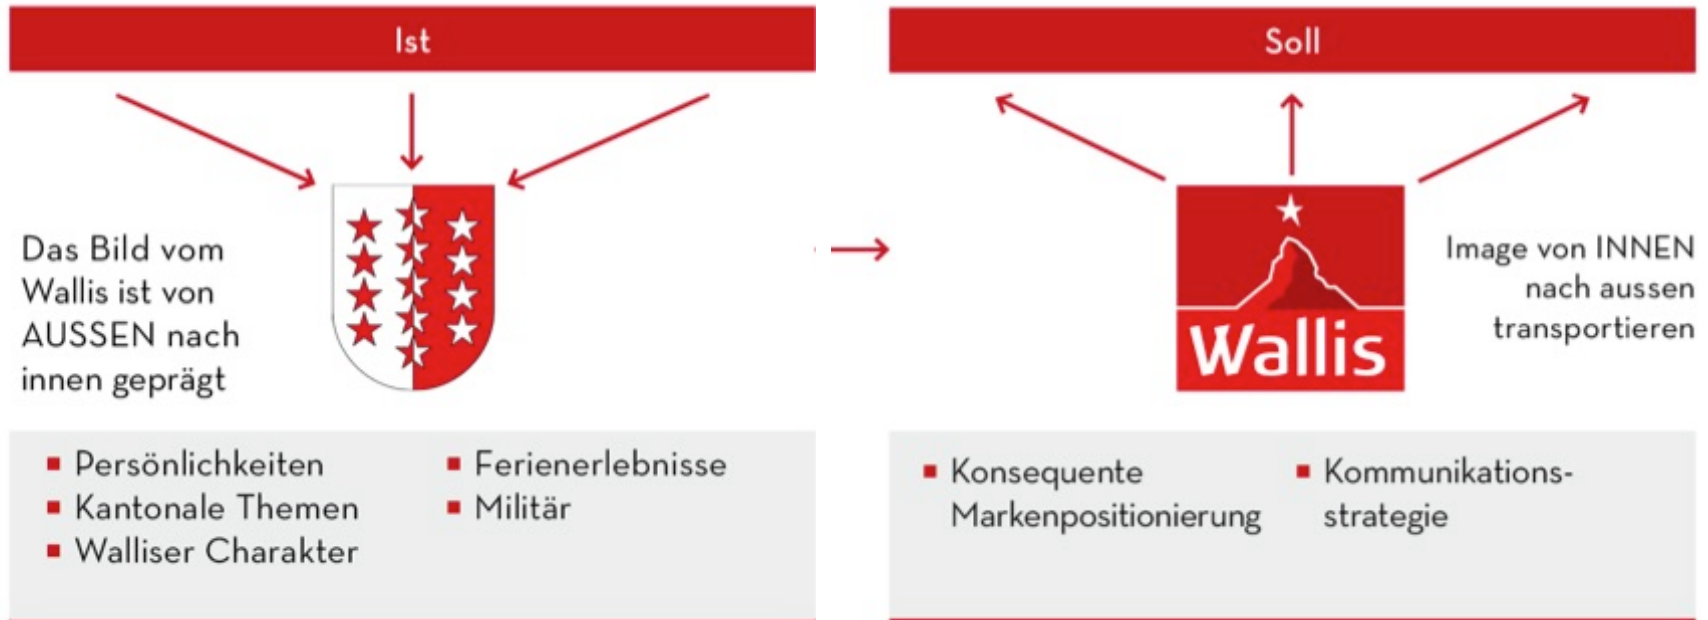 Ist
Das Bild vom
Wallis ist von
AUSSEN nach
innen geprägt
Persönlichkeiten
Kantonale Themen
Walliser Charakter
Ferienerlebnisse
Militär
Soll
Wallis
Image von INNEN
nach aussen
transportieren
Konsequente
Markenpositionierung
Kommunikations-
strategie